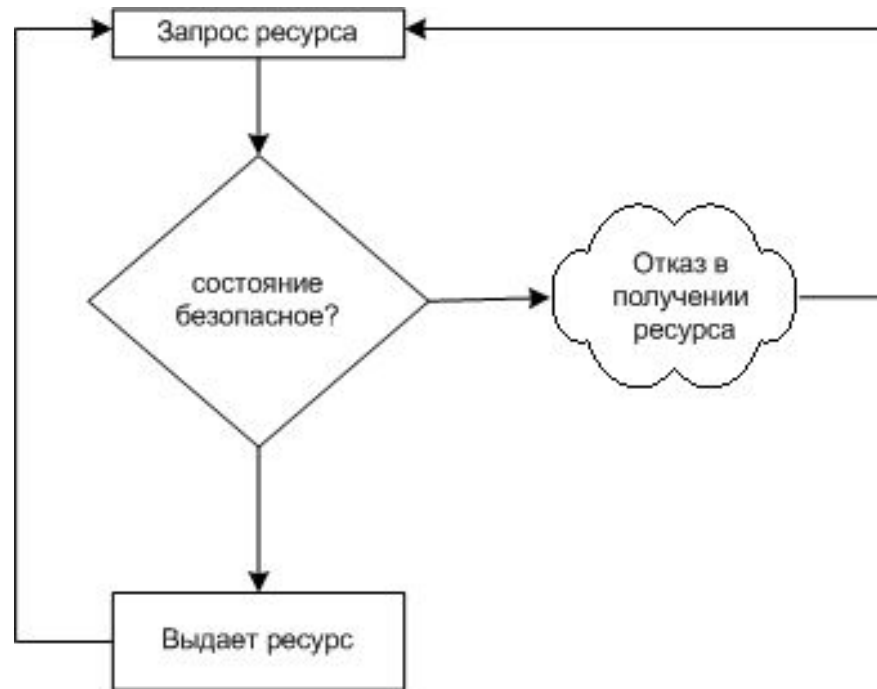 Запрос ресурса
состояние
безопасное?
Отказ в
получении
ресурса
Выдает ресурс